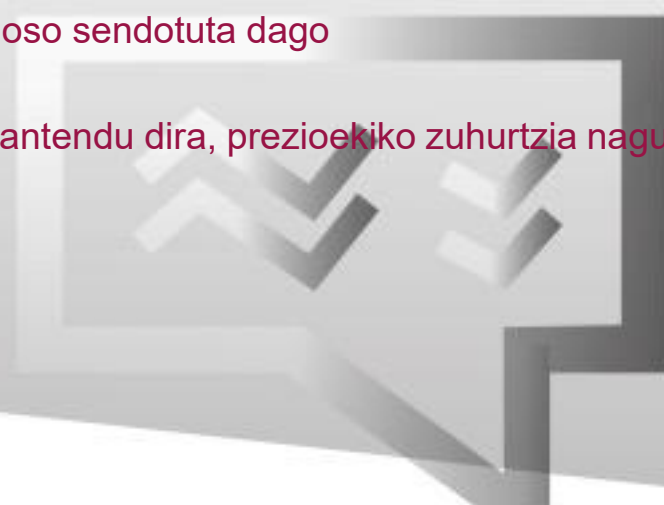 oso sendotuta dago
antendu dira, prezioekiko zuhurtzia nagu